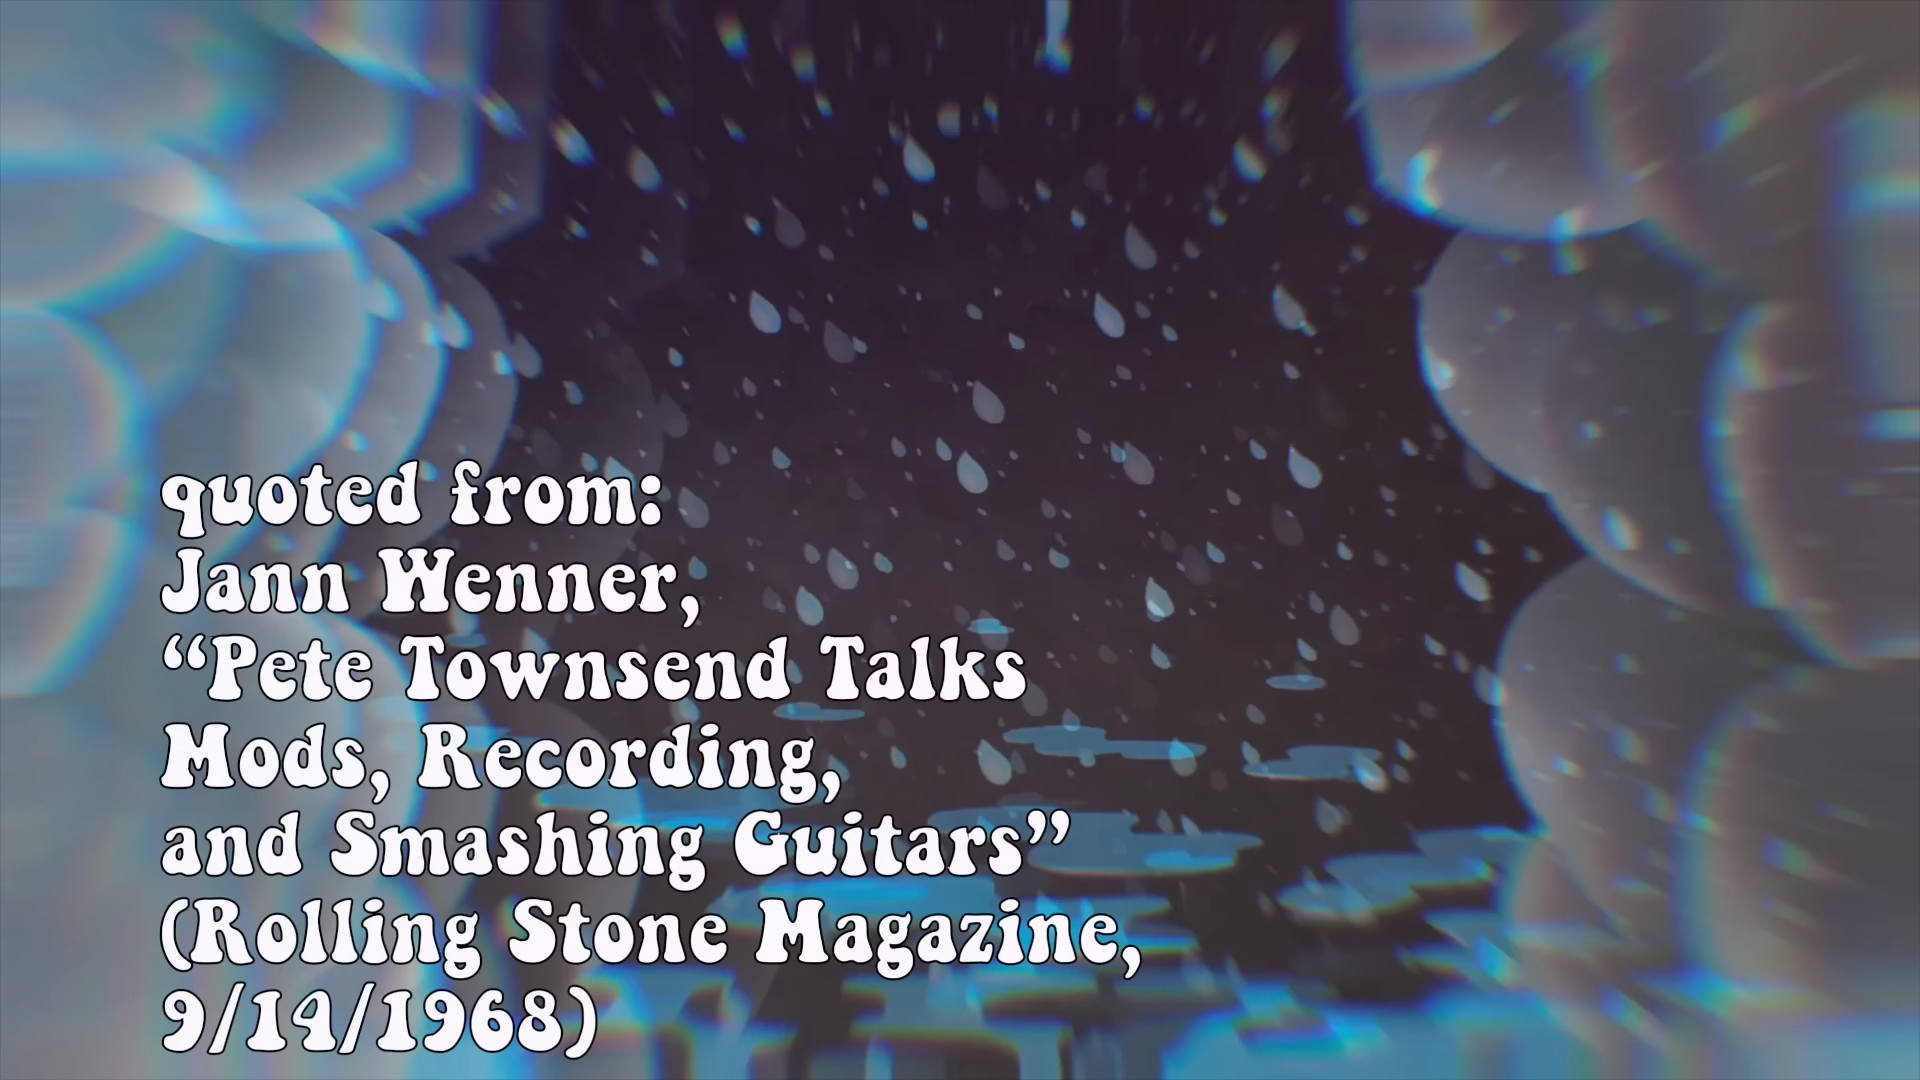 quoted from:
Jann Wenner,
“Pete Townsend Talks
Mods, Recording,
and Smashing Guitars”
(Rolling Stone Magazine,
9/14/1968)